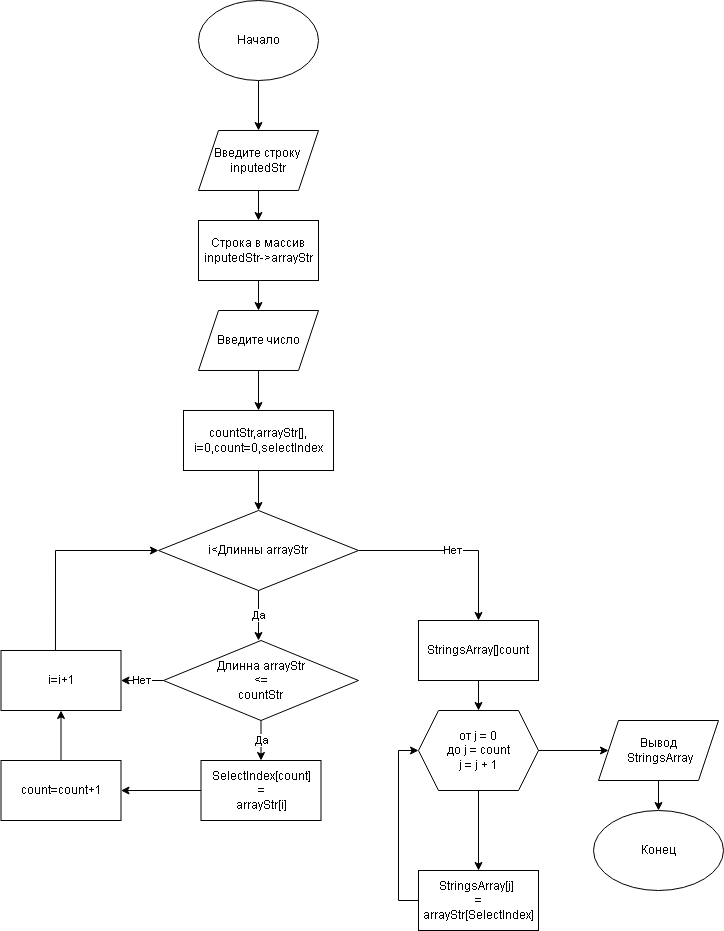 Начало
Введите строку
inputedStr
Строка в массив
inputedStr->arrayStr
Введите число
countStr,arrayStr[],
i=0,count=0,selectIndex
i<Длинны arrayStr
Нет
Да
Длинна arrayStr
<=
countStr
Нет
i=i+1
Да
SelectIndex[count]
=
arrayStr[i]
count=count+1
StringsArray[]count
от j = 0
до j = count
j = j + 1
StringsArray[j]
=
arrayStr[SelectIndex]
Вывод
StringsArray
Конец